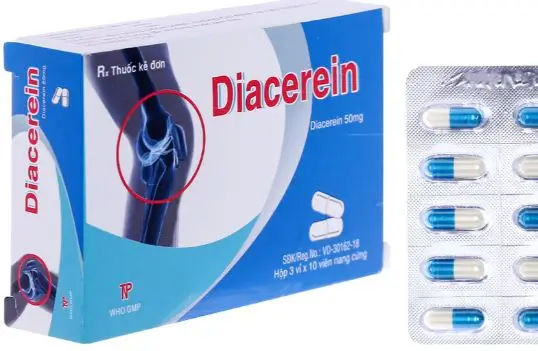 Rx Thuốc kê đơn
Diacerein
Diacerein 50mg
SĐK/Reg.No.: VD-30162-18
Hộp 3 vỉ x 10 viên nang cứng
TNP
WHO GMP
Diacerein
Diacerein 50mg